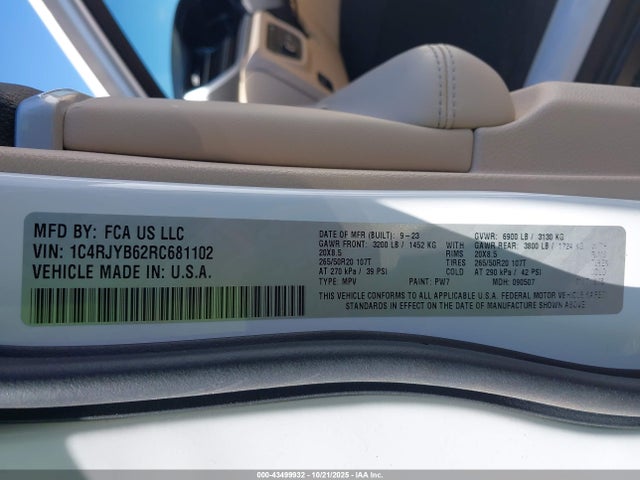 MFD BY: FCA US LLC
VIN: 1C4RJYB62RC681102
VEHICLE MADE IN: U.S.A.
DATE OF MFR (BUILT): 9-23 GVWR: 6900 LB / 3130 KG
GAWR FRONT: 3200 LB / 1452 KG GAWR REAR: 3800 LB / 1724 KG WITH
20X8.5 RIMS 20X8.5
265/50R20 107T TIRES 265/50R20 107T
AT 270 kPa / 39 PSI COLD AT 290 kPa / 42 PSI
TYPE: MPV PAINT: PW7 MDH: 090507
THIS VEHICLE CONFORMS TO ALL APPLICABLE U.S.A. FEDERAL MOTOR VEHICLE
STANDARDS IN EFFECT ON THE DATE OF MANUFACTURE SHOWN ABOVE
000-43499932 - 10/21/2025 - IAA Inc.